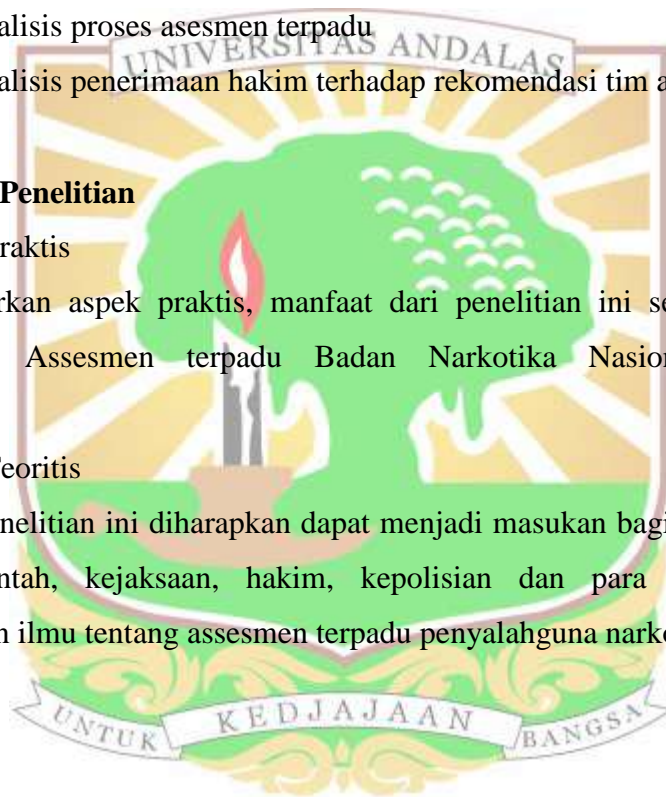 alisis proses asesmen terpadu
UNIVERSITAS ANDALAS
alisis penerimaan hakim terhadap rekomendasi tim a
Penelitian
raktis
rkan aspek praktis, manfaat dari penelitian ini se
Assesmen terpadu Badan Narkotika Nasion
eoritis
nelitian ini diharapkan dapat menjadi masukan bagi
ntah, kejaksaan, hakim, kepolisian dan para
n ilmu tentang assesmen terpadu penyalahguna narko
UNTUK KEDJAJAAN BANGSA